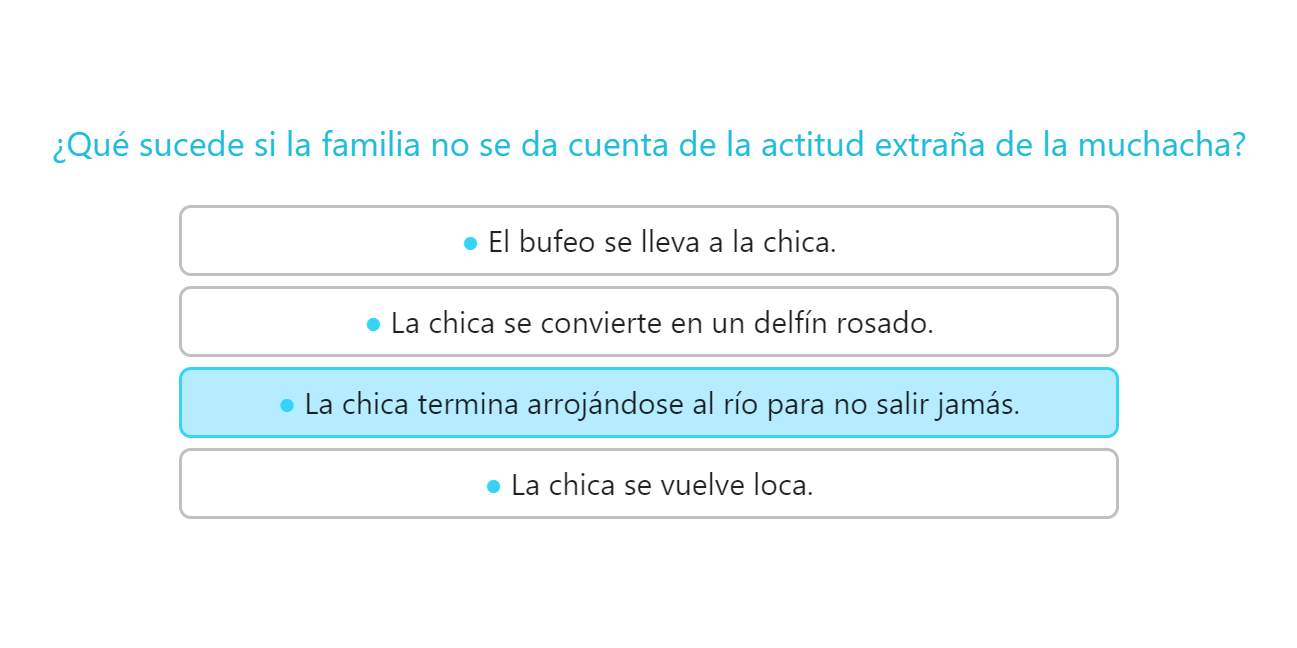 ¿Qué sucede si la familia no se da cuenta de la actitud extraña de la muchacha?
● El bufeo se lleva a la chica.
● La chica se convierte en un delfín rosado.
● La chica termina arrojándose al río para no salir jamás.
● La chica se vuelve loca.